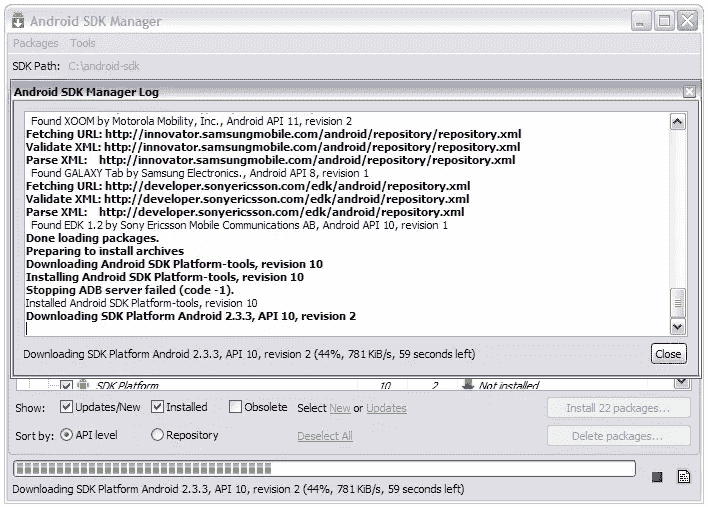 Android SDK Manager
Packages Tools
SDK Path: C:\android-sdk
Android SDK Manager Log
Found XOOM by Motorola Mobility, Inc., Android API 11, revision 2
Fetching URL: http://innovator.samsungmobile.com/android/repository/repository.xml
Validate XML: http://innovator.samsungmobile.com/android/repository/repository.xml
Parse XML: http://innovator.samsungmobile.com/android/repository/repository.xml
Found GALAXY Tab by Samsung Electronics., Android API 8, revision 1
Fetching URL: http://developer.sonyericsson.com/edk/android/repository.xml
Validate XML: http://developer.sonyericsson.com/edk/android/repository.xml
Parse XML: http://developer.sonyericsson.com/edk/android/repository.xml
Found EDK 1.2 by Sony Ericsson Mobile Communications AB, Android API 10, revision 1
Done loading packages.
Preparing to install archives
Downloading Android SDK Platform-tools, revision 10
Installing Android SDK Platform-tools, revision 10
Stopping ADB server failed (code -1).
Installed Android SDK Platform-tools, revision 10
Downloading SDK Platform Android 2.3.3, API 10, revision 2
Downloading SDK Platform Android 2.3.3, API 10, revision 2 (44%, 781 KiB/s, 59 seconds left)
Close
SDK Platform 10 2 Not installed
Show: Updates/New Installed Obsolete Select New or Updates Install 22 packages...
Sort by: API level Repository Deselect All Delete packages...
Downloading SDK Platform Android 2.3.3, API 10, revision 2 (44%, 781 KiB/s, 59 seconds left)